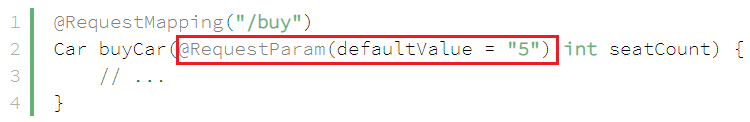 1 @RequestMapping("/buy")
2 Car buyCar(@RequestParam(defaultValue = "5") int seatCount) {
3     // ...
4 }